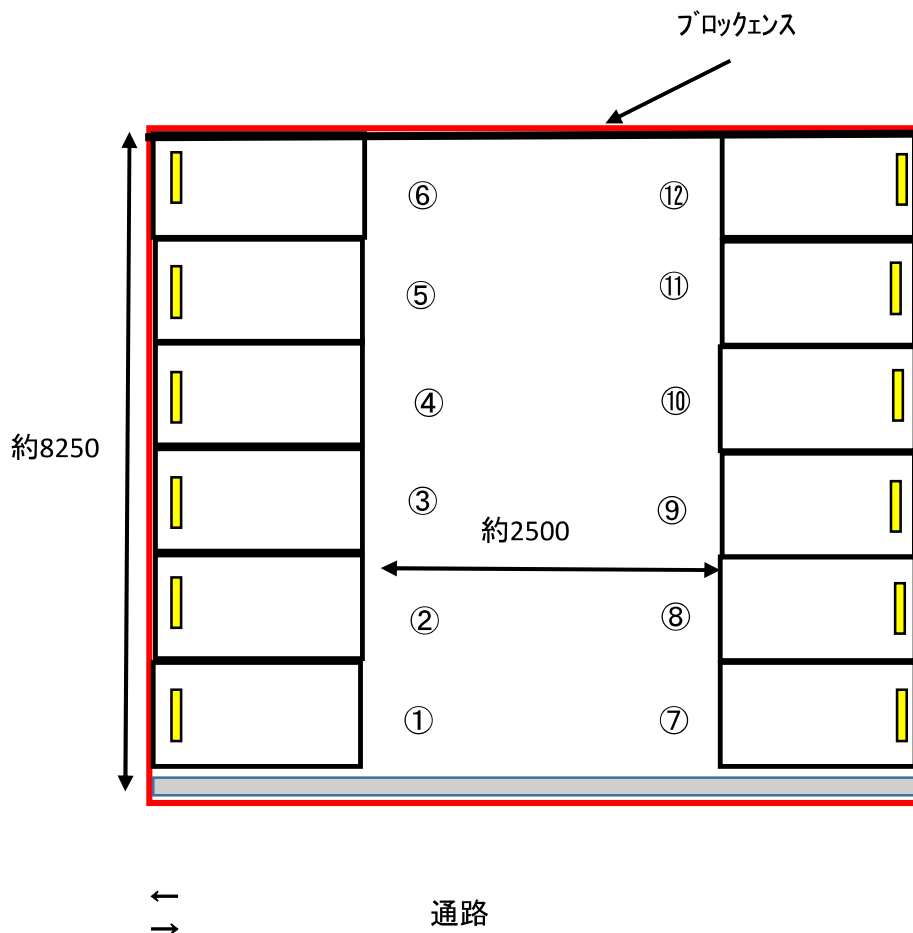 ブロックェンス
⑥ ⑫
⑤ ⑪
④ ⑩
約8250
③ ⑨
約2500
② ⑧
① ⑦
←
通路
→